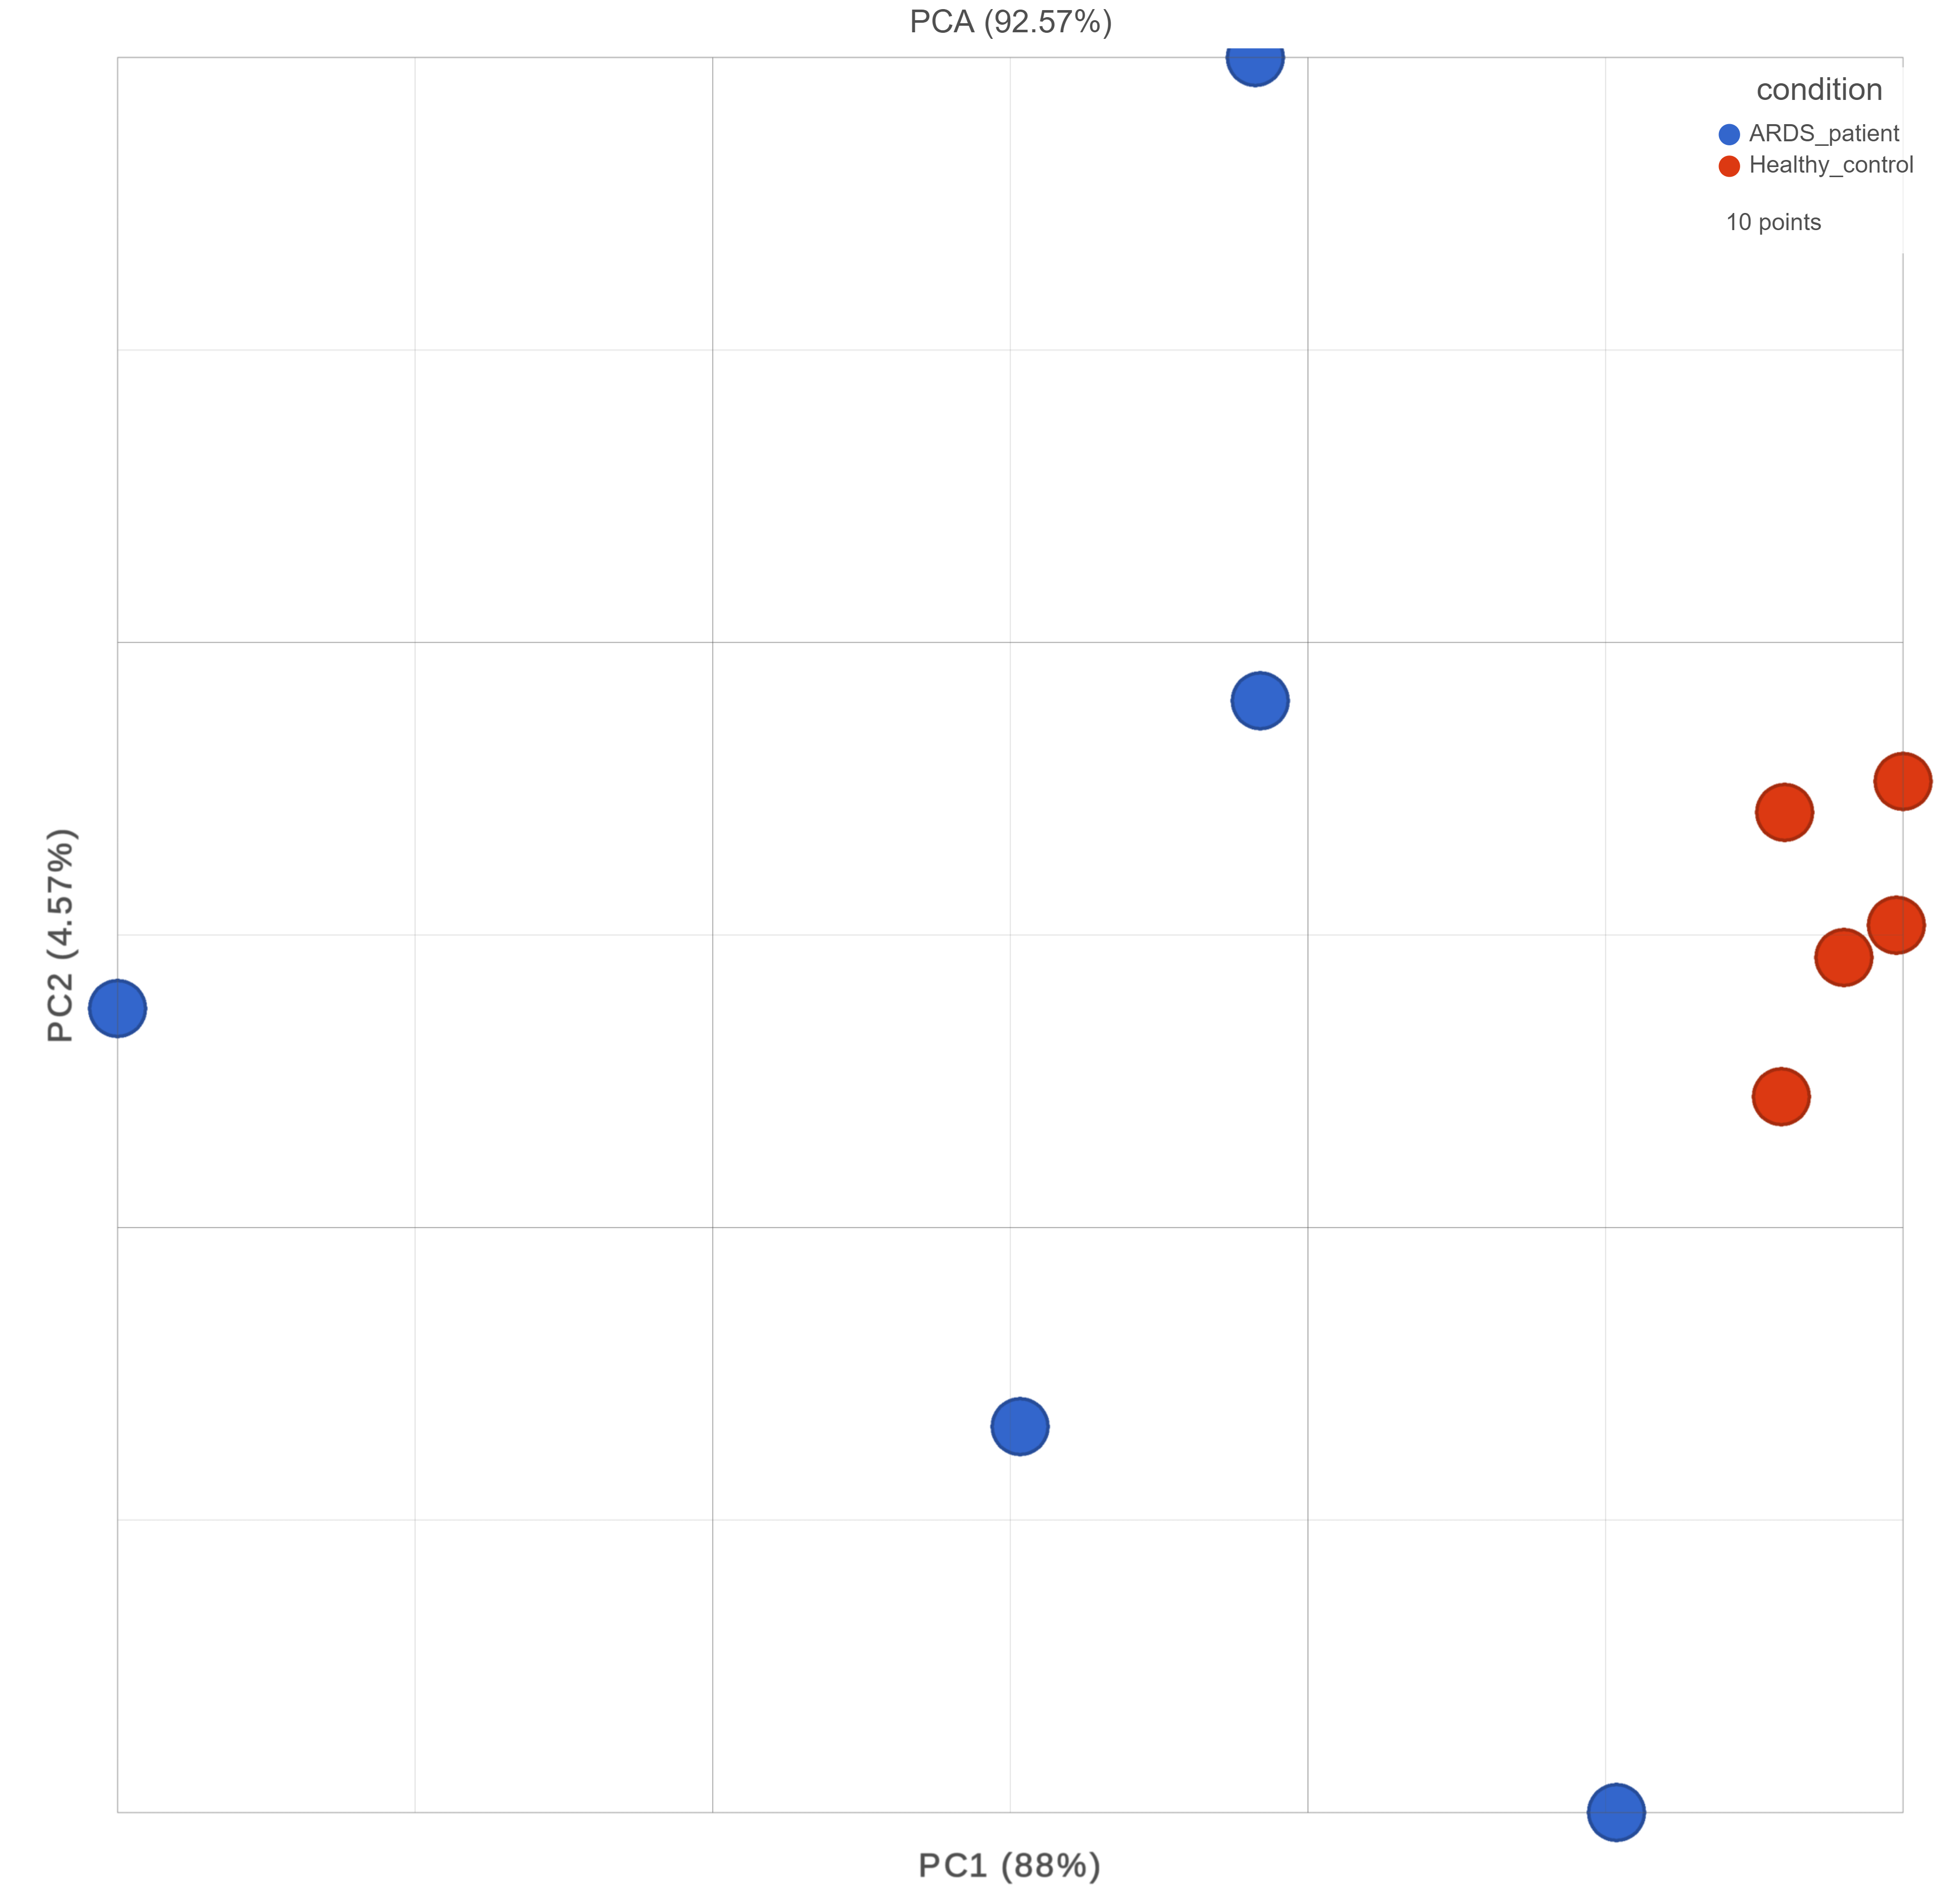 PCA (92.57%)
condition
ARDS_patient
Healthy_control
10 points
PC2 (4.57%)
PC1 (88%)